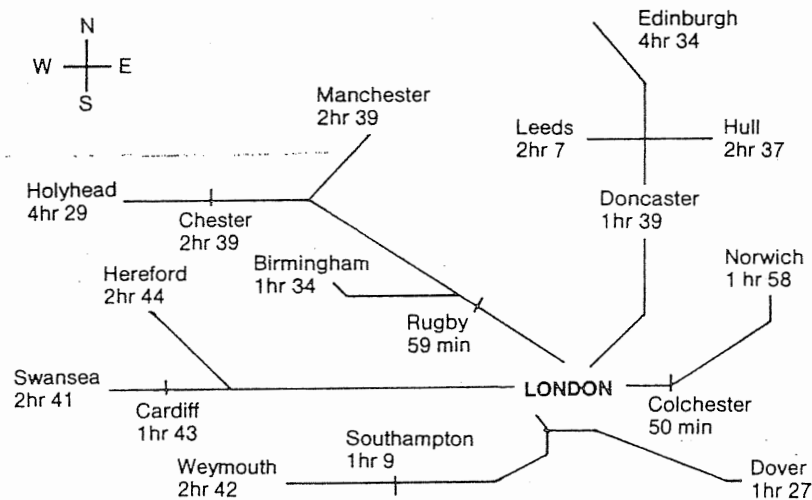 N
W E
S
Edinburgh
4hr 34
Manchester
2hr 39
Leeds
2hr 7
Hull
2hr 37
Holyhead
4hr 29
Chester
2hr 39
Doncaster
1hr 39
Hereford
2hr 44
Birmingham
1hr 34
Norwich
1 hr 58
Rugby
59 min
Swansea
2hr 41
Cardiff
1hr 43
LONDON
Colchester
50 min
Southampton
1hr 9
Weymouth
2hr 42
Dover
1hr 27